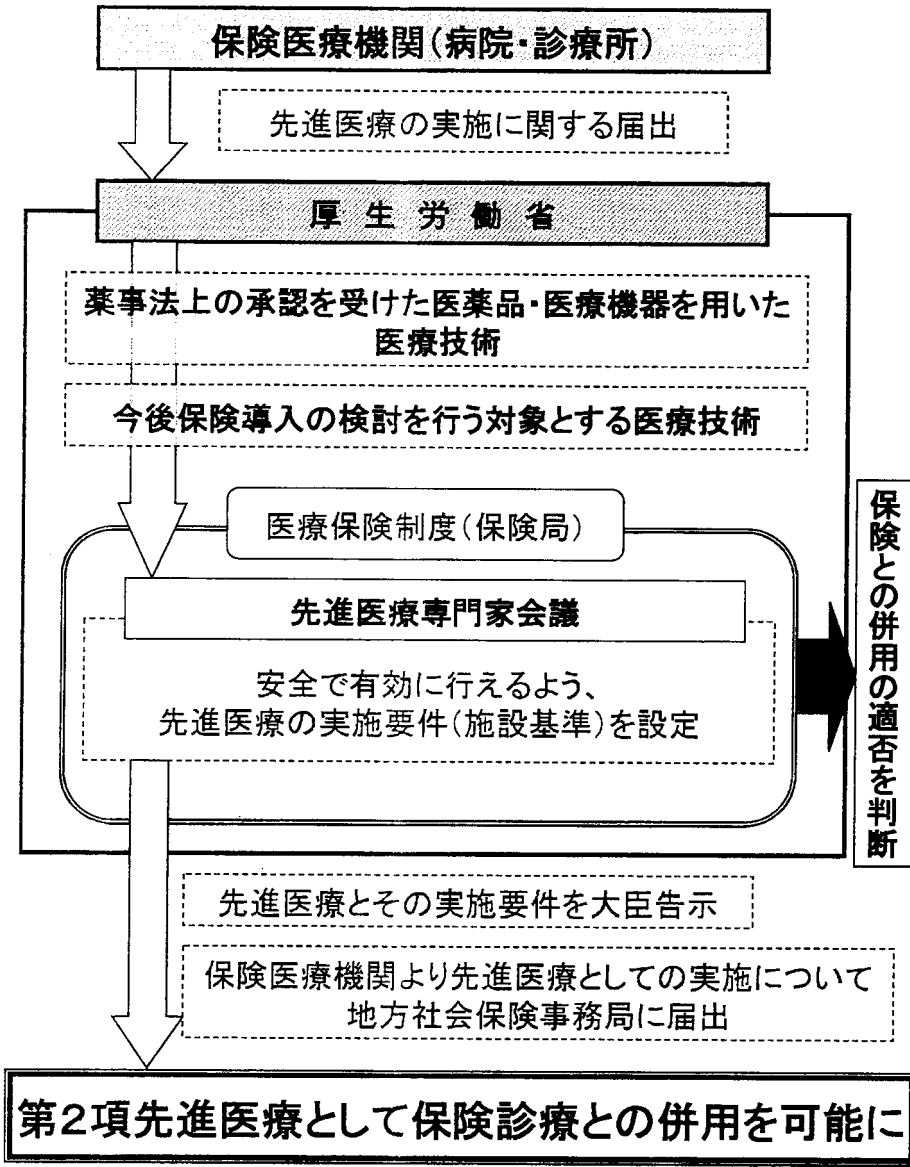 保険医療機関(病院・診療所)
先進医療の実施に関する届出
厚生労働省
薬事法上の承認を受けた医薬品・医療機器を用いた
医療技術
今後保険導入の検討を行う対象とする医療技術
医療保険制度(保険局)
先進医療専門家会議
安全で有効に行えるよう、
先進医療の実施要件(施設基準)を設定
保険との併用の適否を判断
先進医療とその実施要件を大臣告示
保険医療機関より先進医療としての実施について
地方社会保険事務局に届出
第2項先進医療として保険診療との併用を可能に